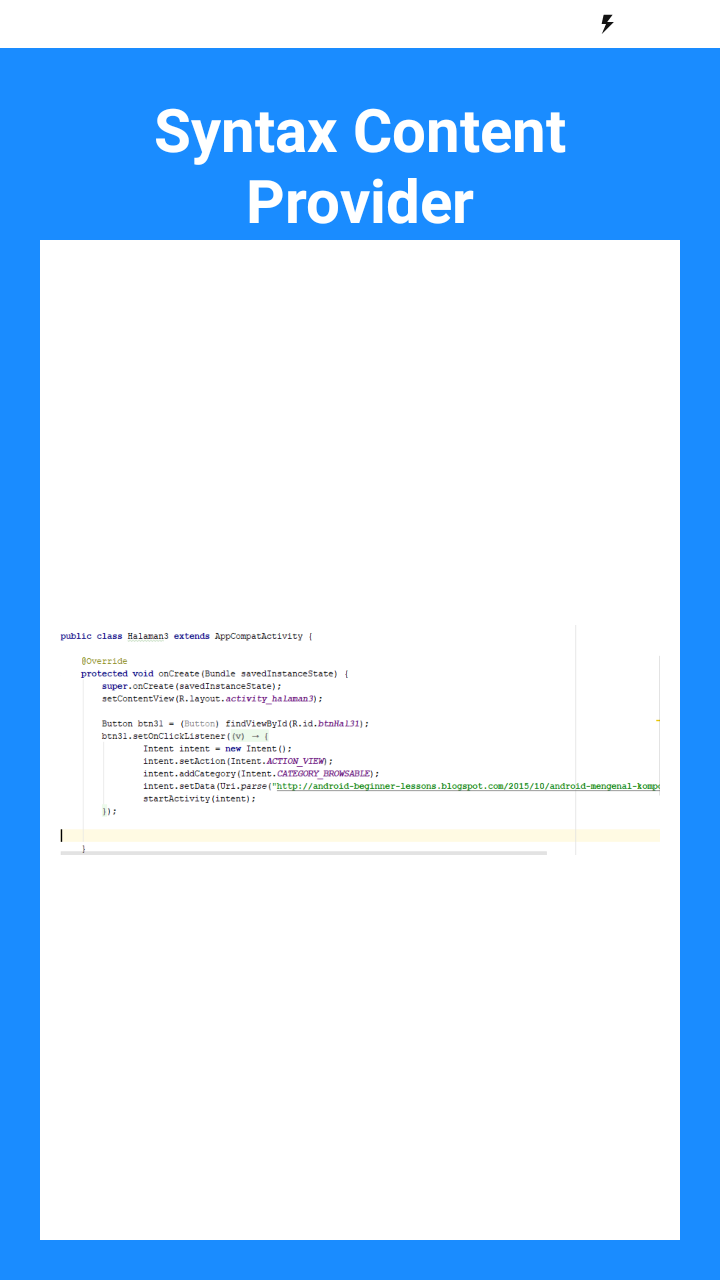 Syntax Content
Provider
public class Halaman3 extends AppCompatActivity {
@Override
protected void onCreate(Bundle savedInstanceState) {
super.onCreate(savedInstanceState);
setContentView(R.layout.activity_halaman3);
Button btn31 = (Button) findViewById(R.id.btnHal31);
btn31.setOnClickListener((v) → {
Intent intent = new Intent();
intent.setAction(Intent.ACTION_VIEW);
intent.addCategory(Intent.CATEGORY_BROWSABLE);
intent.setData(Uri.parse("http://android-beginner-lessons.blogspot.com/2015/10/android-mengenal-kompo
startActivity(intent);
});
}